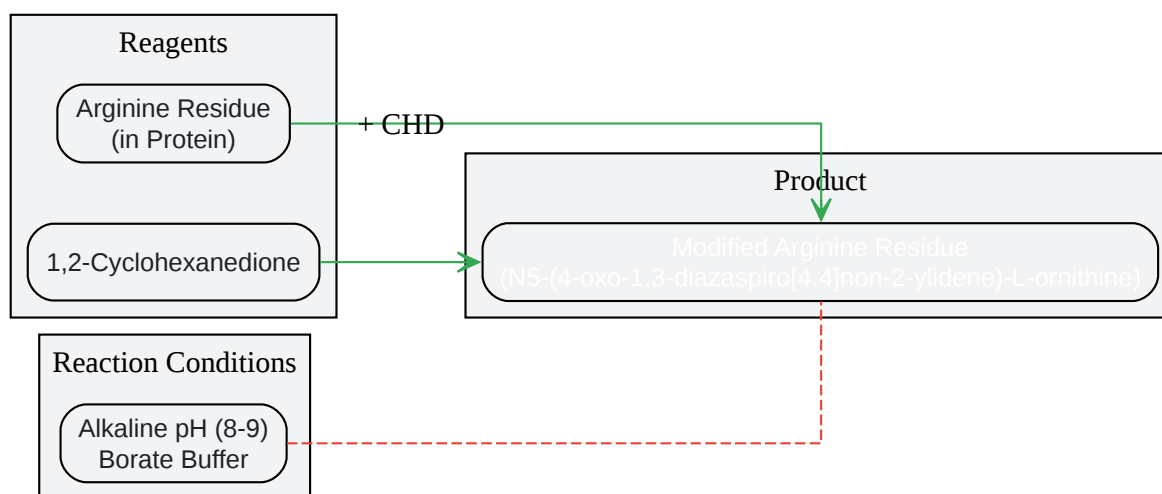 Reagents
Arginine Residue
(in Protein)
+ CHD
1,2-Cyclohexanedione
Product
Modified Arginine Residue
(N5-(4-oxo-1,3-diazaspiro[4.4]non-2-ylidene)-L-ornithine)
Reaction Conditions
Alkaline pH (8-9)
Borate Buffer